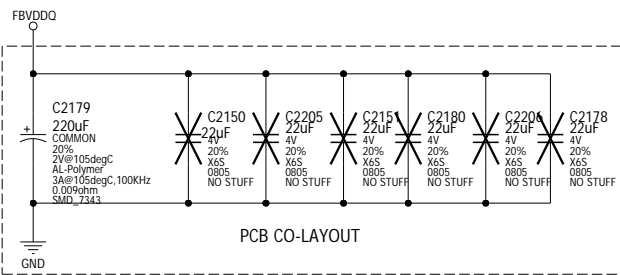 FBVDDQ
C2179
220uF
COMMON
20%
2V@105degC
AL-Polymer
3A@105degC,100KHz
0.009ohm
SMD_7343
+
C2150
22uF
4V
20%
X6S
0805
NO STUFF
C2205
22uF
4V
20%
X6S
0805
NO STUFF
C2151
22uF
4V
20%
X6S
0805
NO STUFF
C2180
22uF
4V
20%
X6S
0805
NO STUFF
C2206
22uF
4V
20%
X6S
0805
NO STUFF
C2178
22uF
4V
20%
X6S
0805
NO STUFF
PCB CO-LAYOUT
GND